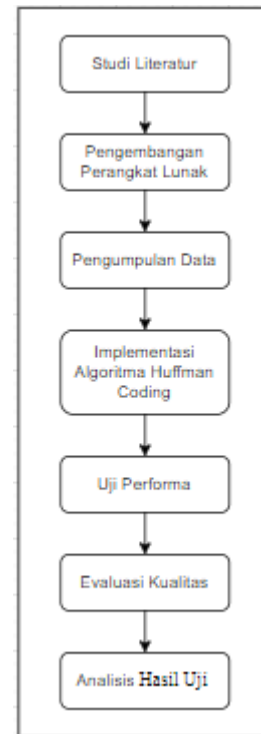 Studi Literatur
Pengembangan
Perangkat Lunak
Pengumpulan Data
Implementasi
Algoritma Huffman
Coding
Uji Performa
Evaluasi Kualitas
Analisis Hasil Uji